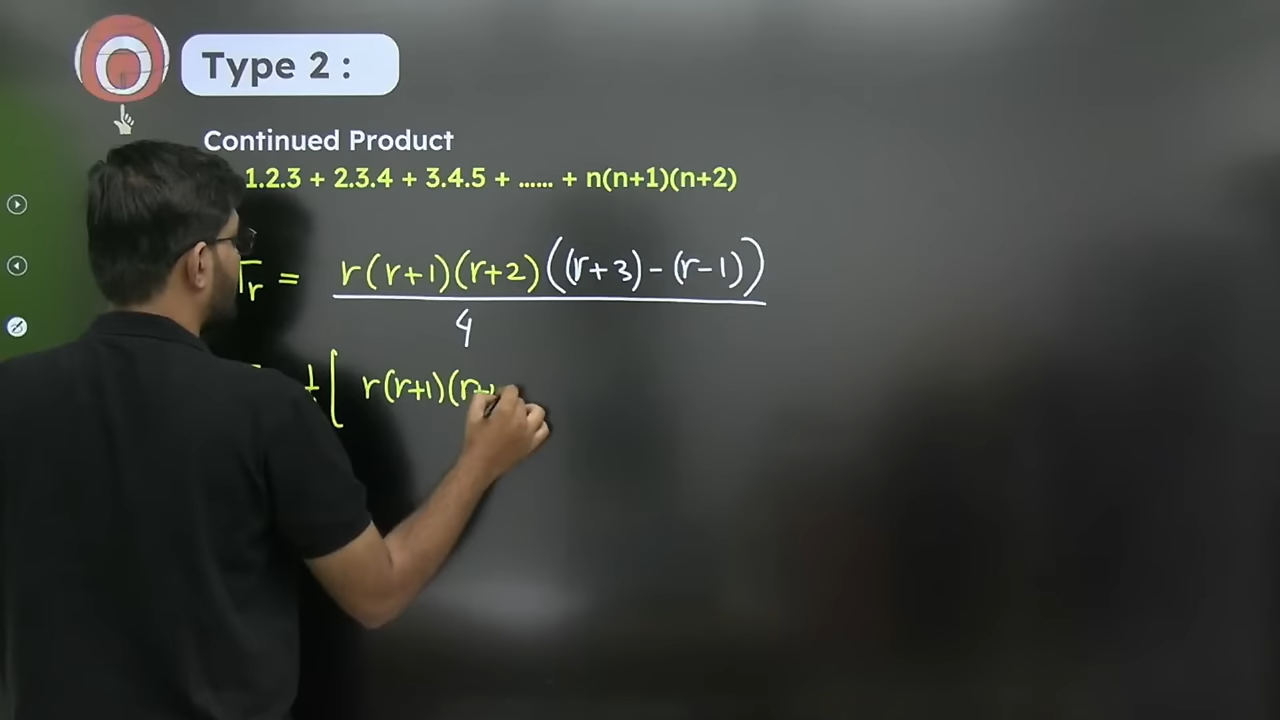 Type 2 :
Continued Product
1.2.3 + 2.3.4 + 3.4.5 + ...... + n(n+1)(n+2)
Tr = r(r+1)(r+2)((r+3)-(r-1))
4
[ r(r+1)(r+